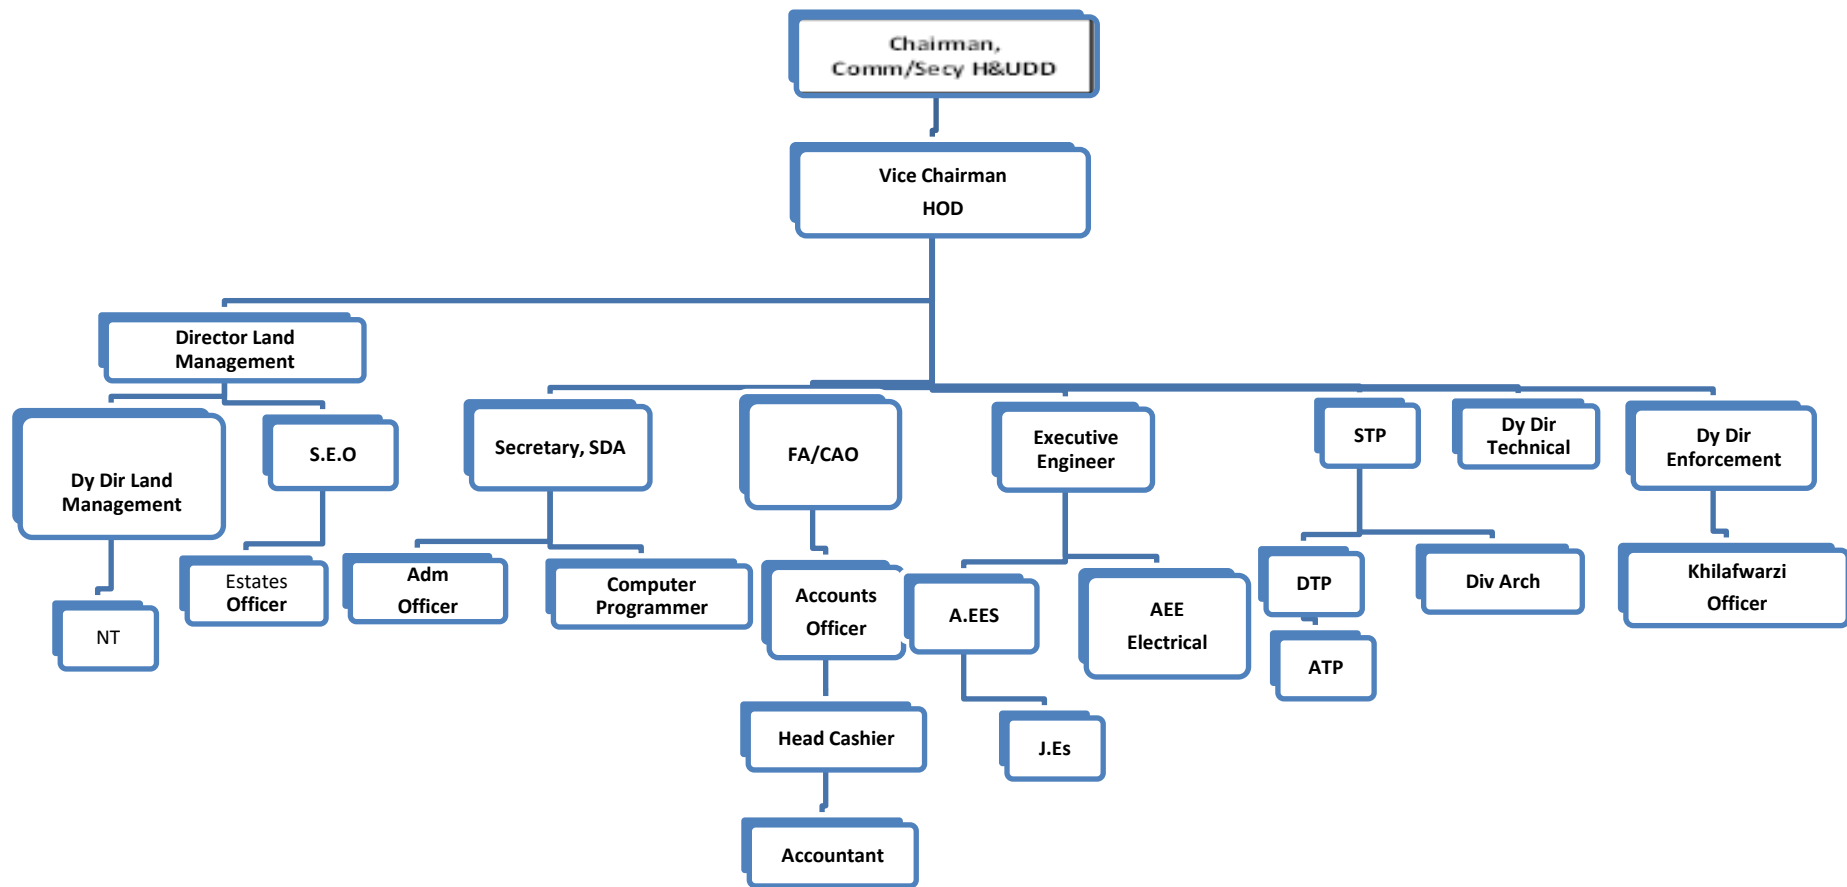 Chairman,
Comm/Secy H&UDD
Vice Chairman
HOD
Director Land
Management
Dy Dir Land
Management
S.E.O
Secretary, SDA
FA/CAO
Executive
Engineer
STP
Dy Dir
Technical
Dy Dir
Enforcement
NT
Estates
Officer
Adm
Officer
Computer
Programmer
Accounts
Officer
A.EES
AEE
Electrical
DTP
Div Arch
Khilafwarzi
Officer
ATP
Head Cashier
J.Es
Accountant